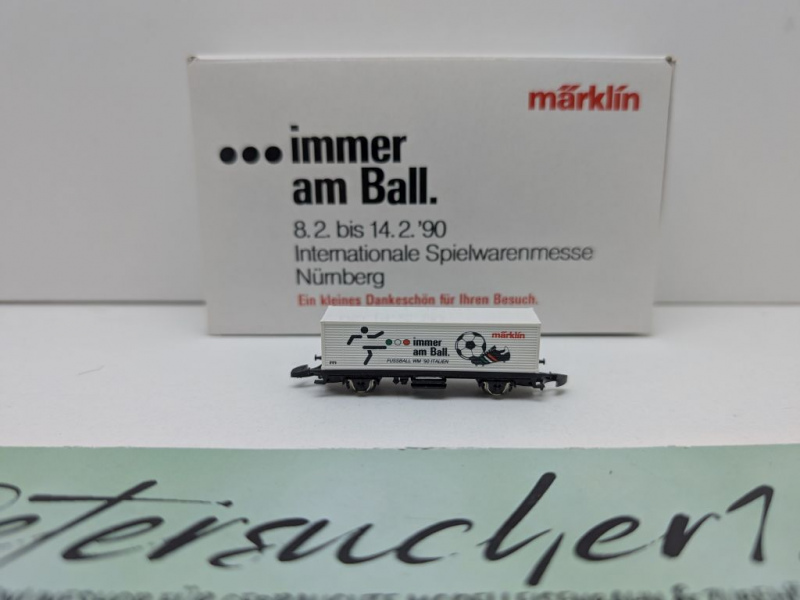 märklin
...immer
am Ball.
8.2. bis 14.2.'90
Internationale Spielwarenmesse
Nürnberg
Ein kleines Dankeschön für Ihren Besuch.
immer
am Ball.
märklin
FUSSBALL WM '90 ITALIEN